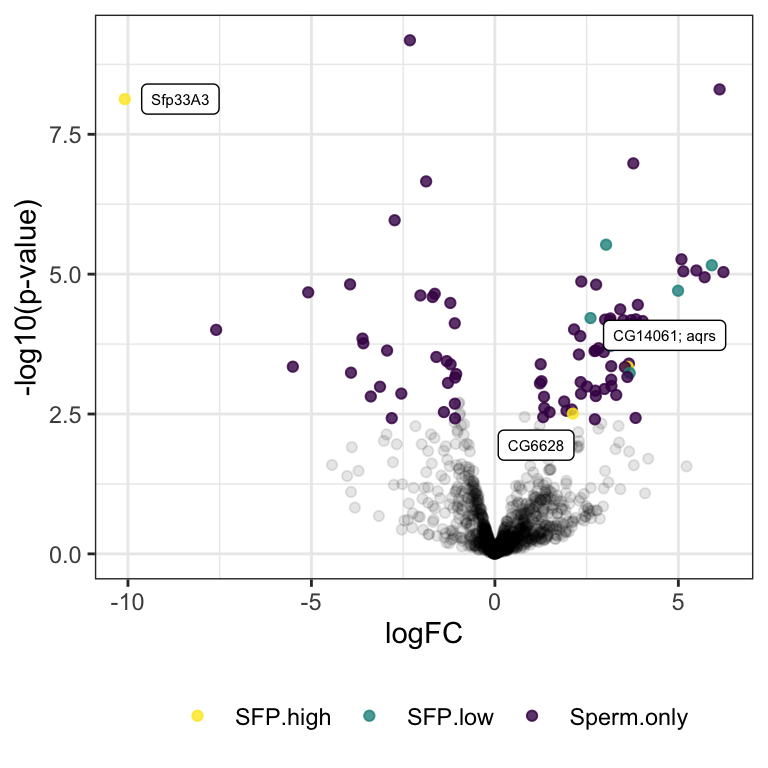 Sfp33A3
7.5
5.0
CG14061; aqrs
2.5
CG6628
0.0
-log10(p-value)
-10 -5 0 5
logFC
SFP.high SFP.low Sperm.only